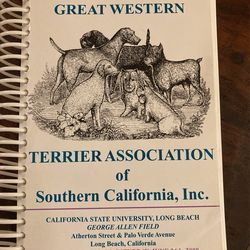 GREAT WESTERN
TERRIER ASSOCIATION
of
Southern California, Inc.
CALIFORNIA STATE UNIVERSITY, LONG BEACH
GEORGE ALLEN FIELD
Atherton Street & Palo Verde Avenue
Long Beach, California